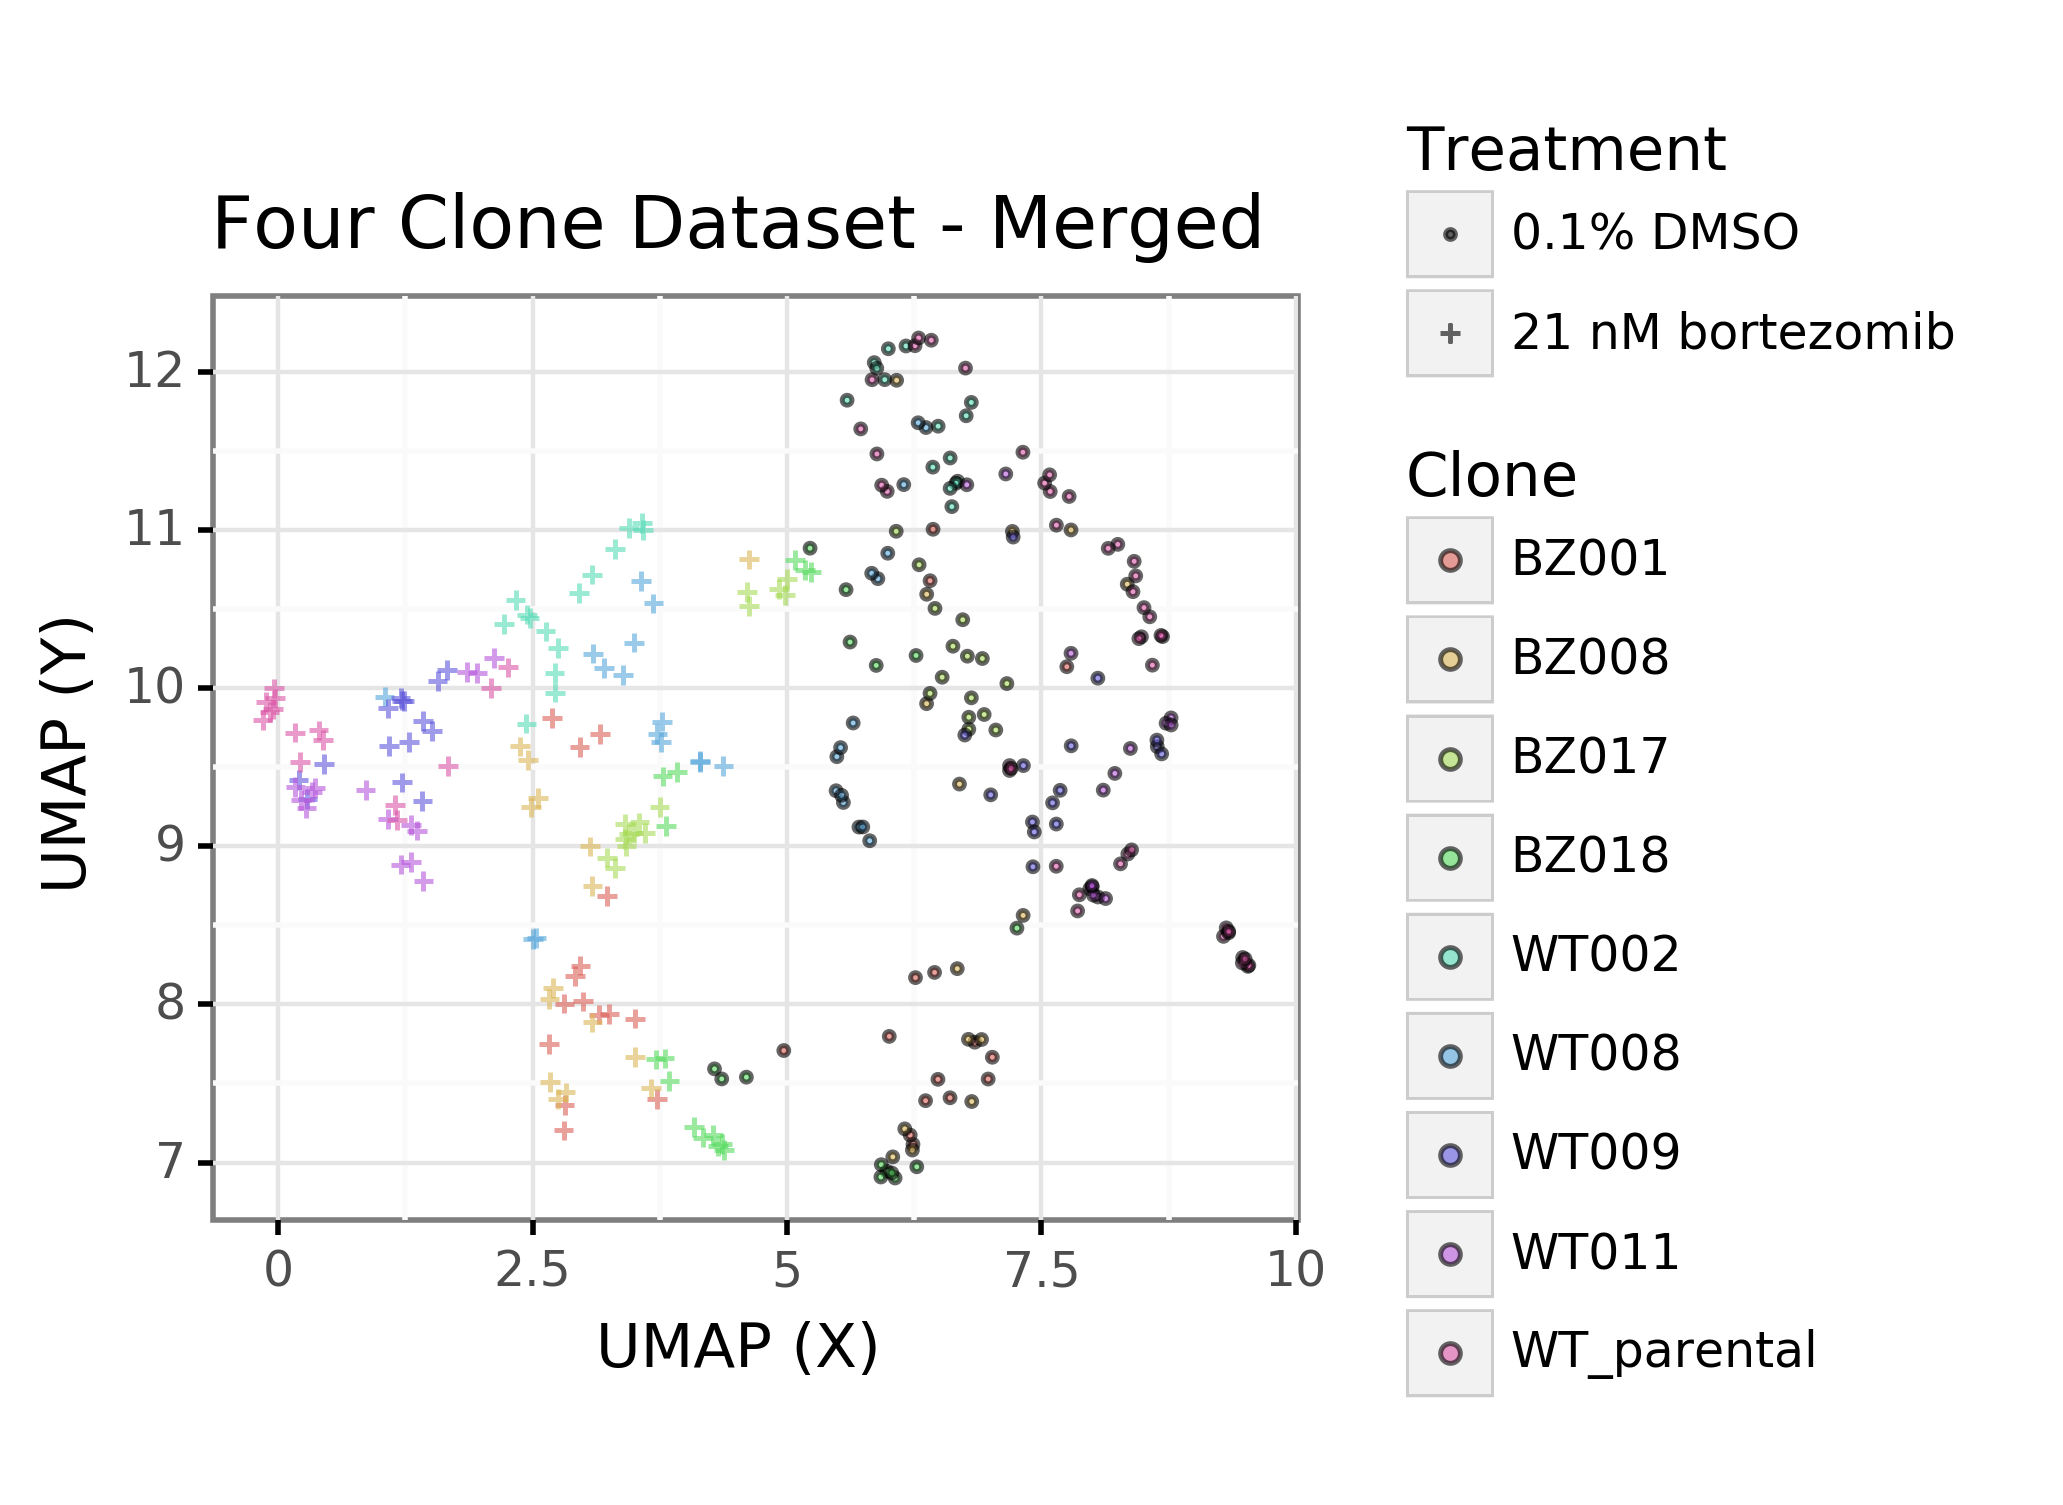 Four Clone Dataset - Merged
UMAP (Y)
12
11
10
9
8
7
0
2.5
5
7.5
10
UMAP (X)
Treatment
0.1% DMSO
21 nM bortezomib
Clone
BZ001
BZ008
BZ017
BZ018
WT002
WT008
WT009
WT011
WT_parental